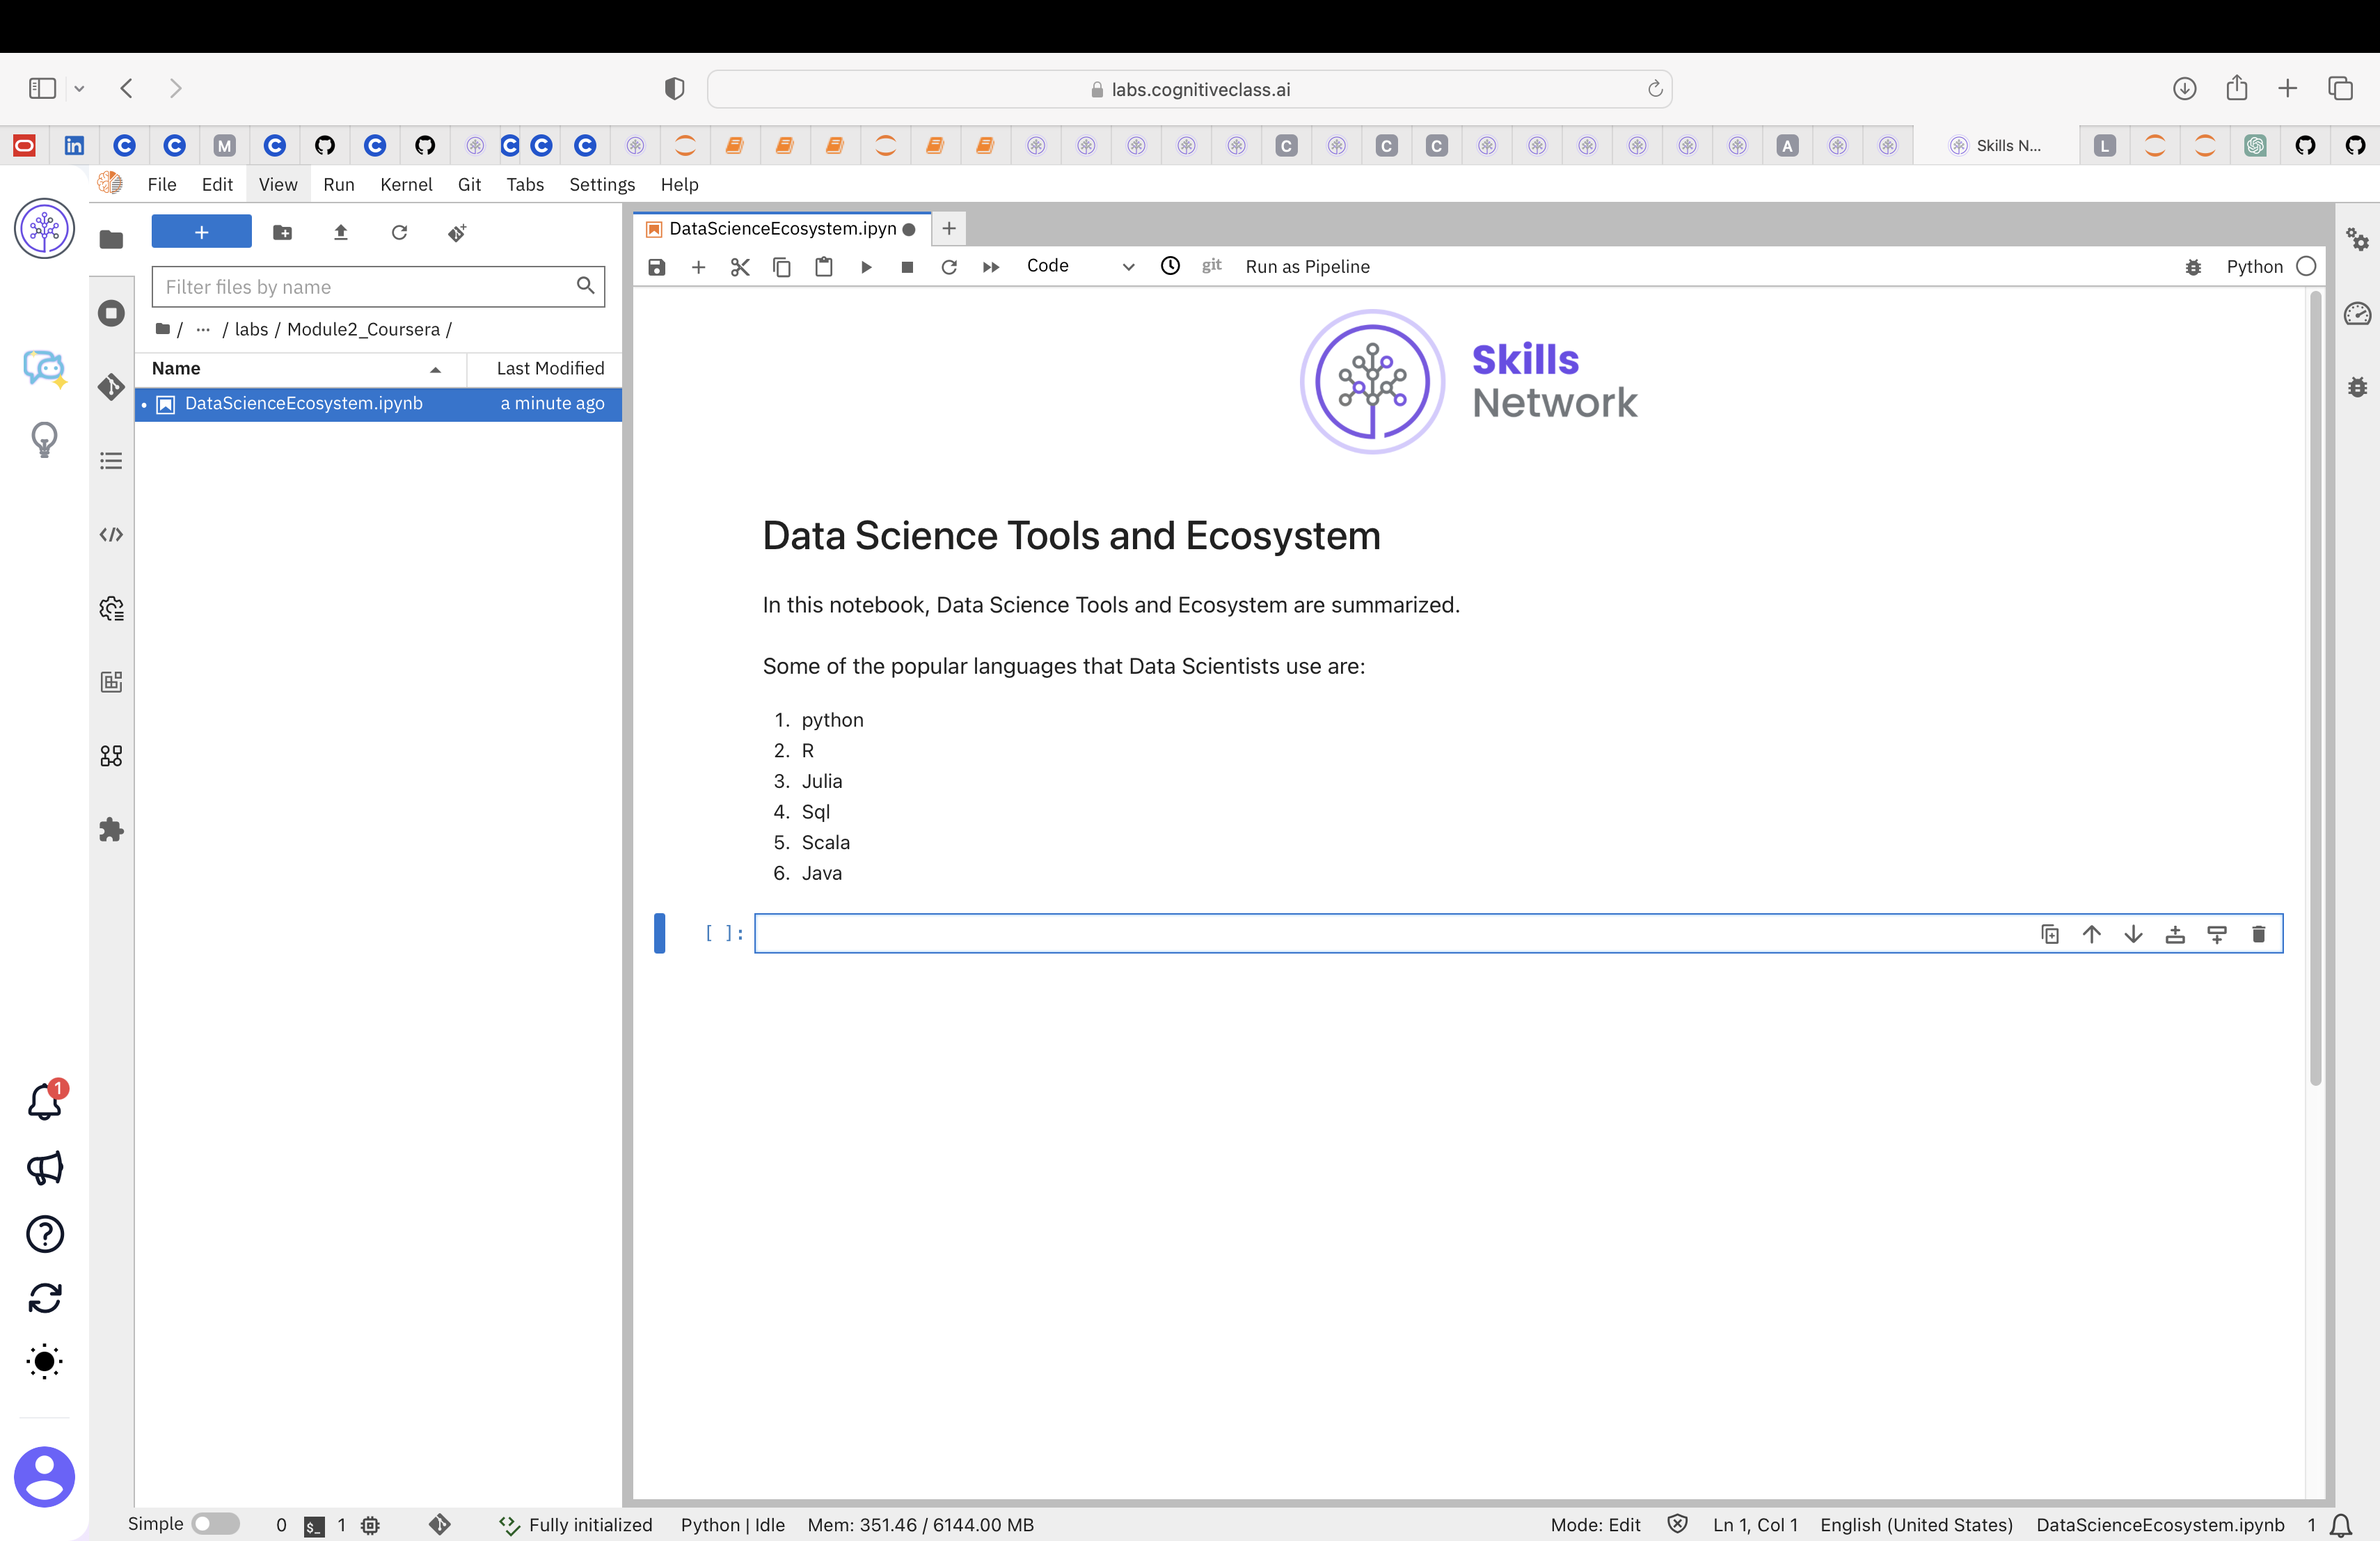 labs.cognitiveclass.ai
in C C M C C C C C C C C A Skills N... L
File Edit View Run Kernel Git Tabs Settings Help
Filter files by name
/ ··· / labs / Module2_Coursera /
Name Last Modified
DataScienceEcosystem.ipynb a minute ago
DataScienceEcosystem.ipyn
Code git Run as Pipeline Python
Skills
Network
Data Science Tools and Ecosystem
In this notebook, Data Science Tools and Ecosystem are summarized.
Some of the popular languages that Data Scientists use are:
1. python
2. R
3. Julia
4. Sql
5. Scala
6. Java
[ ]:
1
Simple 0 $_ 1 Fully initialized Python | Idle Mem: 351.46 / 6144.00 MB Mode: Edit Ln 1, Col 1 English (United States) DataScienceEcosystem.ipynb 1